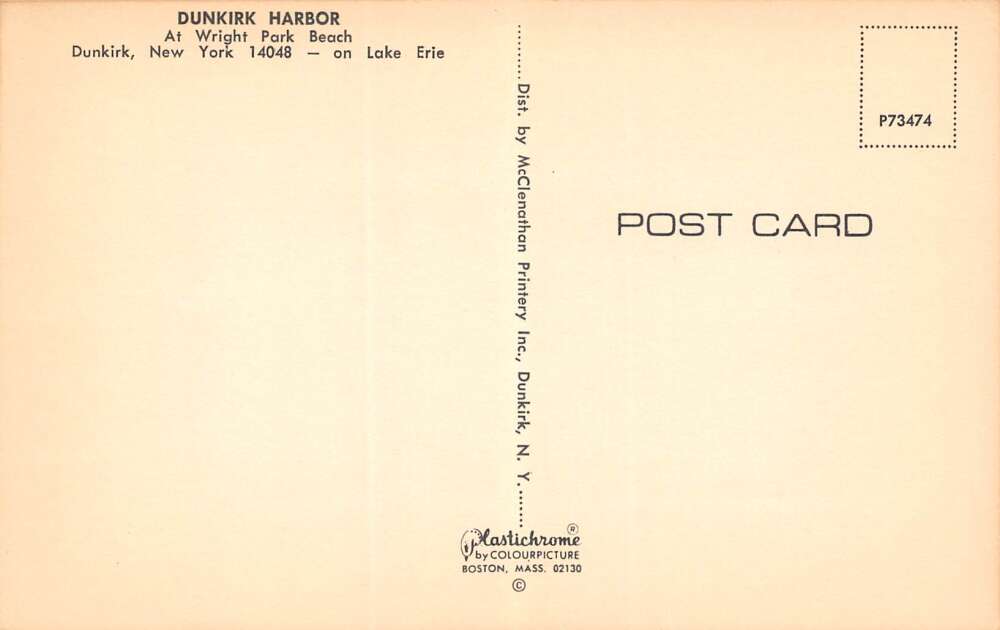 DUNKIRK HARBOR
At Wright Park Beach
Dunkirk, New York 14048 — on Lake Erie
Dist. by McClenathan Printery Inc., Dunkirk, N. Y.
P73474
POST CARD
Plastichrome ®
by COLOURPICTURE
BOSTON, MASS. 02130
©